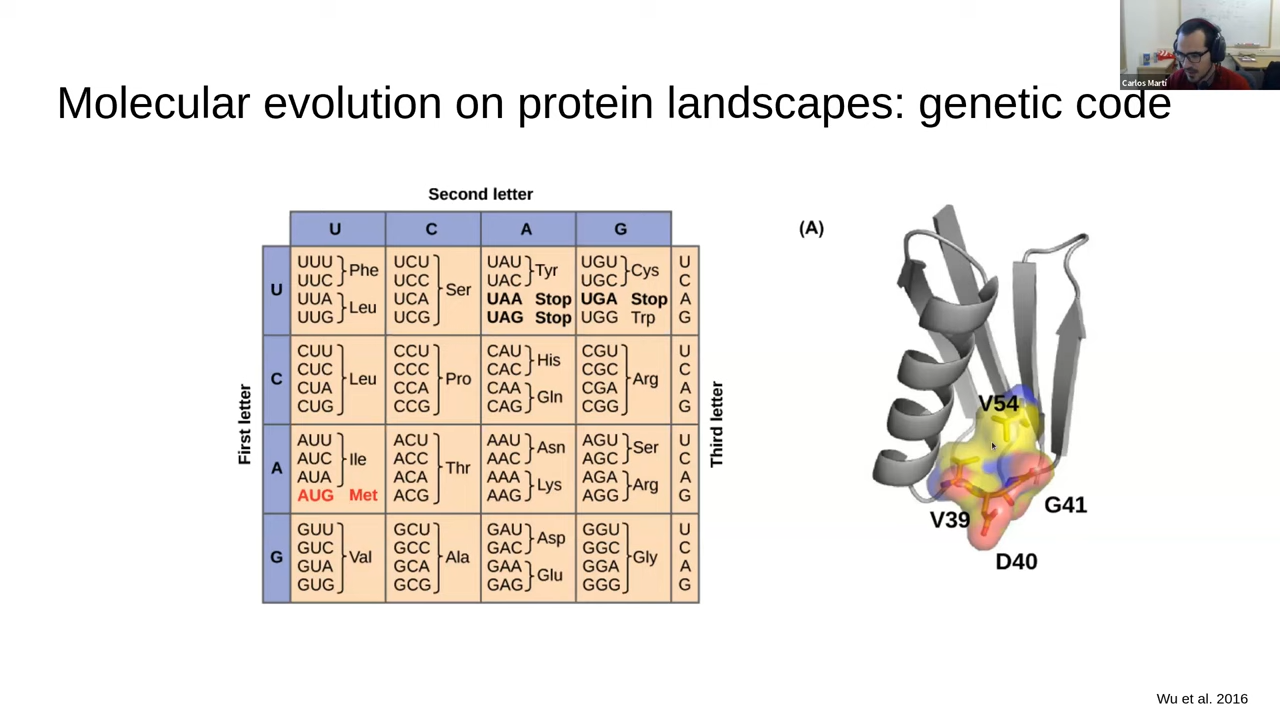 Carlos Martí
Molecular evolution on protein landscapes: genetic code
Second letter
U C A G
First letter
U
UUU
UUC
Phe
UUA
UUG
Leu
UCU
UCC
UCA
UCG
Ser
UAU
UAC
Tyr
UAA Stop
UAG Stop
UGU
UGC
Cys
UGA Stop
UGG Trp
U
C
A
G
C
CUU
CUC
CUA
CUG
Leu
CCU
CCC
CCA
CCG
Pro
CAU
CAC
His
CAA
CAG
Gln
CGU
CGC
CGA
CGG
Arg
U
C
A
G
A
AUU
AUC
AUA
Ile
AUG Met
ACU
ACC
ACA
ACG
Thr
AAU
AAC
Asn
AAA
AAG
Lys
AGU
AGC
Ser
AGA
AGG
Arg
U
C
A
G
G
GUU
GUC
GUA
GUG
Val
GCU
GCC
GCA
GCG
Ala
GAU
GAC
Asp
GAA
GAG
Glu
GGU
GGC
GGA
GGG
Gly
U
C
A
G
Third letter
(A)
V54
V39
G41
D40
Wu et al. 2016